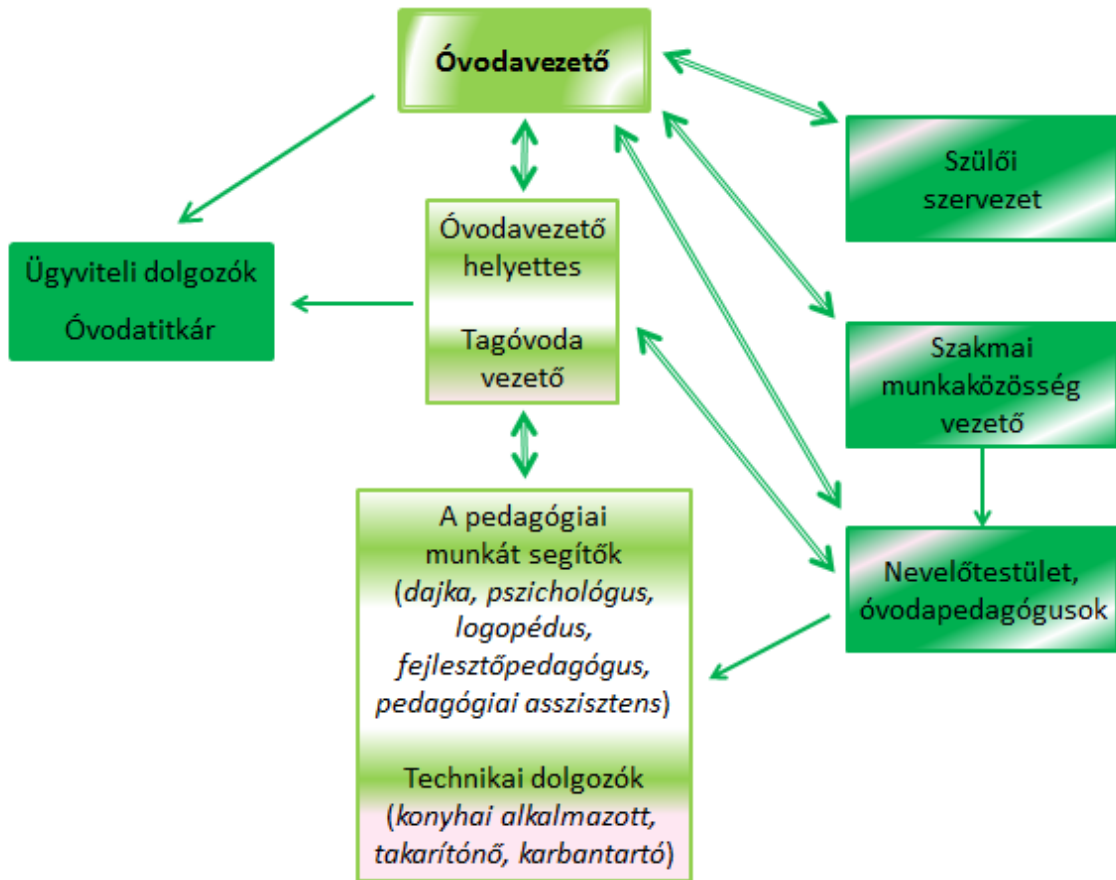 Óvodavezető
Szülői
szervezet
Óvodavezető
helyettes
Tagóvoda
vezető
Ügyviteli dolgozók
Óvodatitkár
Szakmai
munkaközösség
vezető
A pedagógiai
munkát segítők
(dajka, pszichológus,
logopédus,
fejlesztőpedagógus,
pedagógiai asszisztens)
Technikai dolgozók
(konyhai alkalmazott,
takarítónő, karbantartó)
Nevelőtestület,
óvodapedagógusok